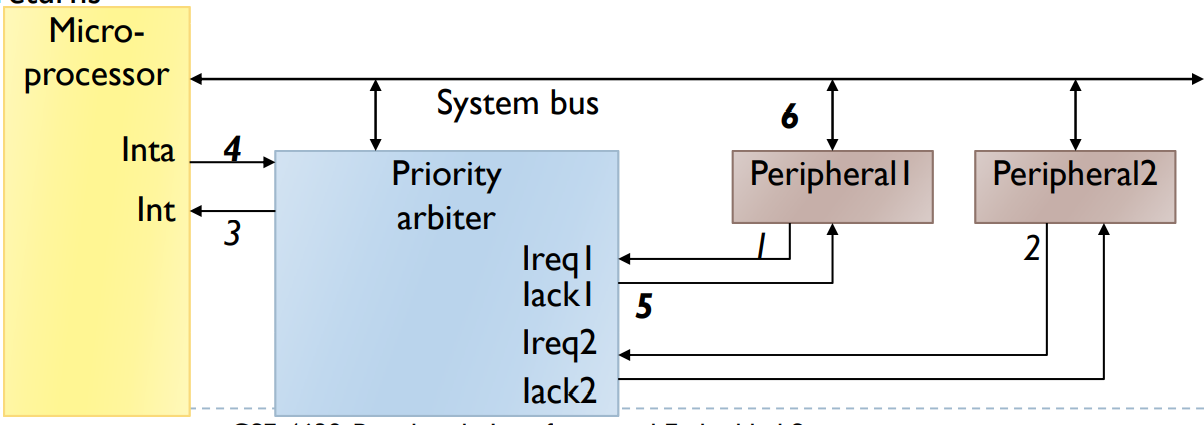 Micro-
processor
System bus
6
Inta
4
Priority
arbiter
Peripheral1
Peripheral2
Int
3
1
2
Ireq1
Iack1
5
Ireq2
Iack2